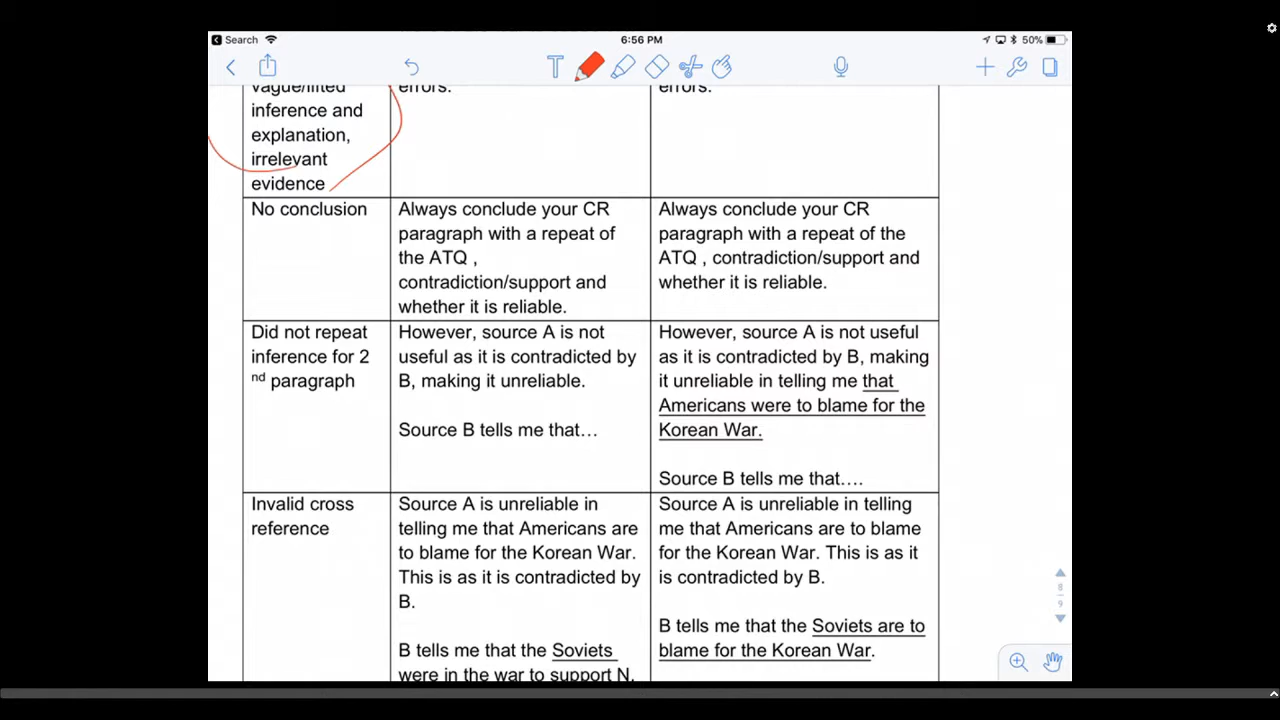 Search
6:56 PM
50%
vague/lifted
inference and
explanation,
irrelevant
evidence
errors.
errors.
No conclusion
Always conclude your CR
paragraph with a repeat of
the ATQ ,
contradiction/support and
whether it is reliable.
Always conclude your CR
paragraph with a repeat of the
ATQ , contradiction/support and
whether it is reliable.
Did not repeat
inference for 2
nd paragraph
However, source A is not
useful as it is contradicted by
B, making it unreliable.
Source B tells me that…
However, source A is not useful
as it is contradicted by B, making
it unreliable in telling me that
Americans were to blame for the
Korean War.
Source B tells me that….
Invalid cross
reference
Source A is unreliable in
telling me that Americans are
to blame for the Korean War.
This is as it is contradicted by
B.
B tells me that the Soviets
were in the war to support N.
Source A is unreliable in telling
me that Americans are to blame
for the Korean War. This is as it
is contradicted by B.
B tells me that the Soviets are to
blame for the Korean War.
8
9